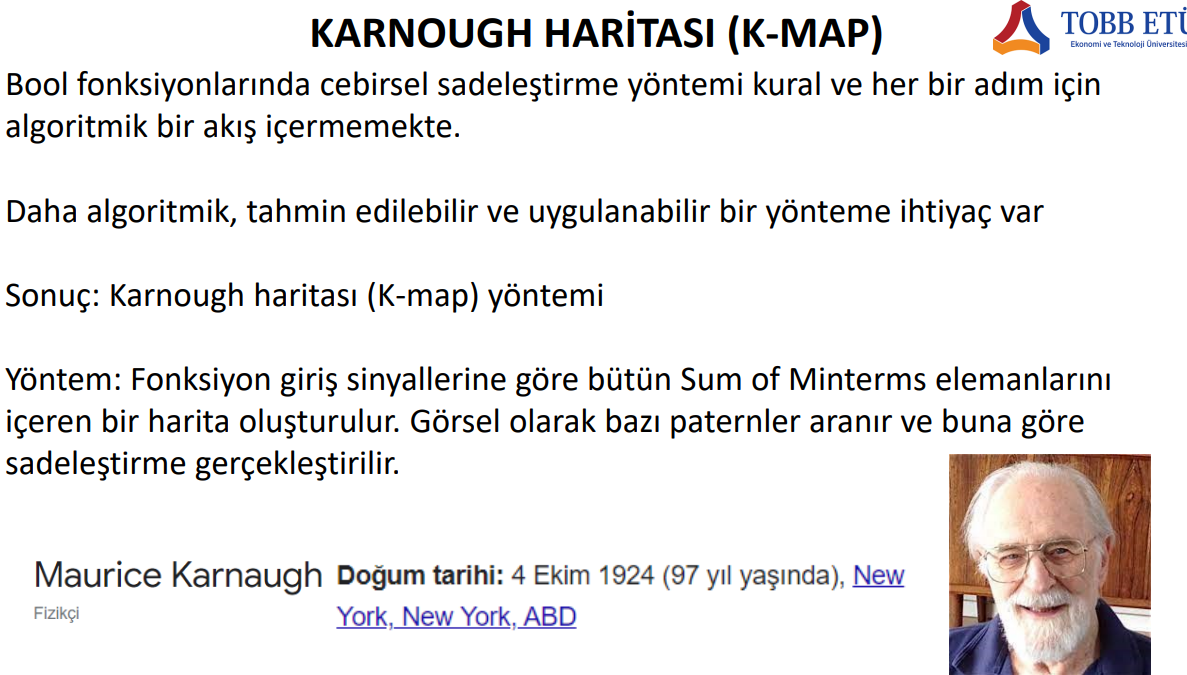 KARNOUGH HARİTASI (K-MAP)
TOBB ETÜ
Ekonomi ve Teknoloji Üniversitesi
Bool fonksiyonlarında cebirsel sadeleştirme yöntemi kural ve her bir adım için
algoritmik bir akış içermemekte.
Daha algoritmik, tahmin edilebilir ve uygulanabilir bir yönteme ihtiyaç var
Sonuç: Karnough haritası (K-map) yöntemi
Yöntem: Fonksiyon giriş sinyallerine göre bütün Sum of Minterms elemanlarını
içeren bir harita oluşturulur. Görsel olarak bazı paternler aranır ve buna göre
sadeleştirme gerçekleştirilir.
Maurice Karnaugh
Fizikçi
Doğum tarihi: 4 Ekim 1924 (97 yıl yaşında), New
York, New York, ABD